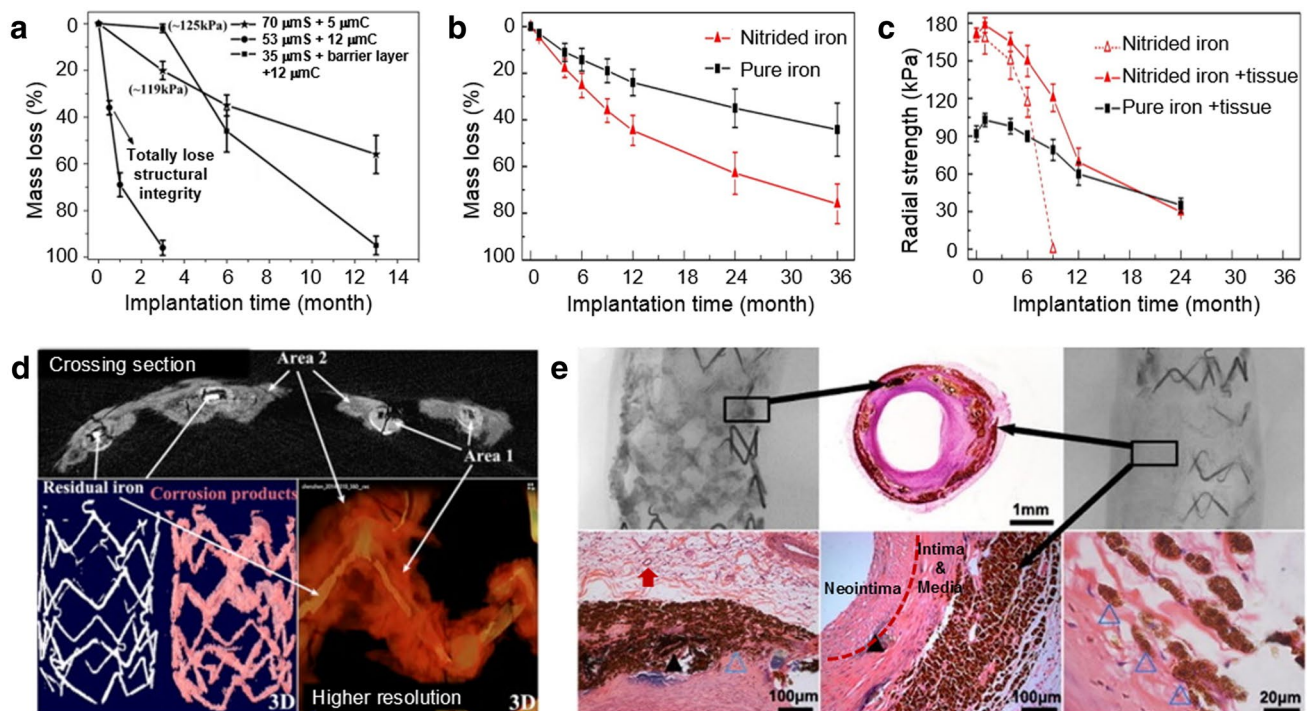 a
0
20
40
60
80
100
Mass loss (%)
0
2
4
6
8
10
12
14
Implantation time (month)
(~125kPa)
(~119kPa)
Totally lose
structural
integrity
70 μmS + 5 μmC
53 μmS + 12 μmC
35 μmS + barrier layer
+12 μmC
b
0
20
40
60
80
100
Mass loss (%)
0
6
12
18
24
30
36
Implantation time (month)
Nitrided iron
Pure iron
c
180
150
120
90
60
30
0
Radial strength (kPa)
0
6
12
18
24
30
36
Implantation time (month)
Nitrided iron
Nitrided iron +tissue
Pure iron +tissue
d
Crossing section
Area 2
Area 1
Residual iron
Corrosion products
3D
Higher resolution
3D
e
1mm
100μm
Neointima
Intima
&
Media
100μm
20μm